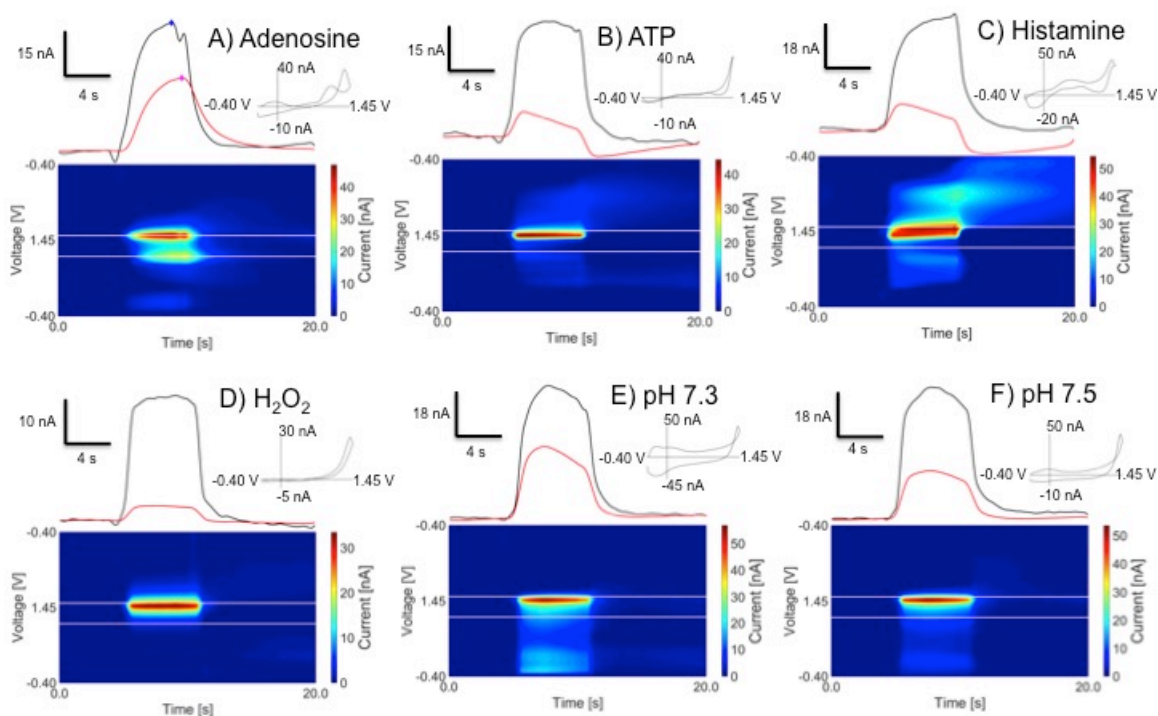 A) Adenosine
15 nA
4 s
40 nA
-0.40 V
1.45 V
-10 nA
-0.40
1.45
-0.40
Voltage [V]
0.0
20.0
Time [s]
40
30
20
10
0
Current [nA]
B) ATP
15 nA
4 s
40 nA
-0.40 V
1.45 V
-10 nA
-0.40
1.45
-0.40
Voltage [V]
0.0
20.0
Time [s]
40
30
20
10
0
Current [nA]
C) Histamine
18 nA
4 s
50 nA
-0.40 V
1.45 V
-20 nA
-0.40
1.45
-0.40
Voltage [V]
0.0
20.0
Time [s]
50
40
30
20
10
0
Current [nA]
D) H₂O₂
10 nA
4 s
30 nA
-0.40 V
1.45 V
-5 nA
-0.40
1.45
-0.40
Voltage [V]
0.0
20.0
Time [s]
30
20
10
0
Current [nA]
E) pH 7.3
18 nA
4 s
50 nA
-0.40 V
1.45 V
-45 nA
-0.40
1.45
-0.40
Voltage [V]
0.0
20.0
Time [s]
50
40
30
20
10
0
Current [nA]
F) pH 7.5
18 nA
4 s
50 nA
-0.40 V
1.45 V
-10 nA
-0.40
1.45
-0.40
Voltage [V]
0.0
20.0
Time [s]
50
40
30
20
10
0
Current [nA]